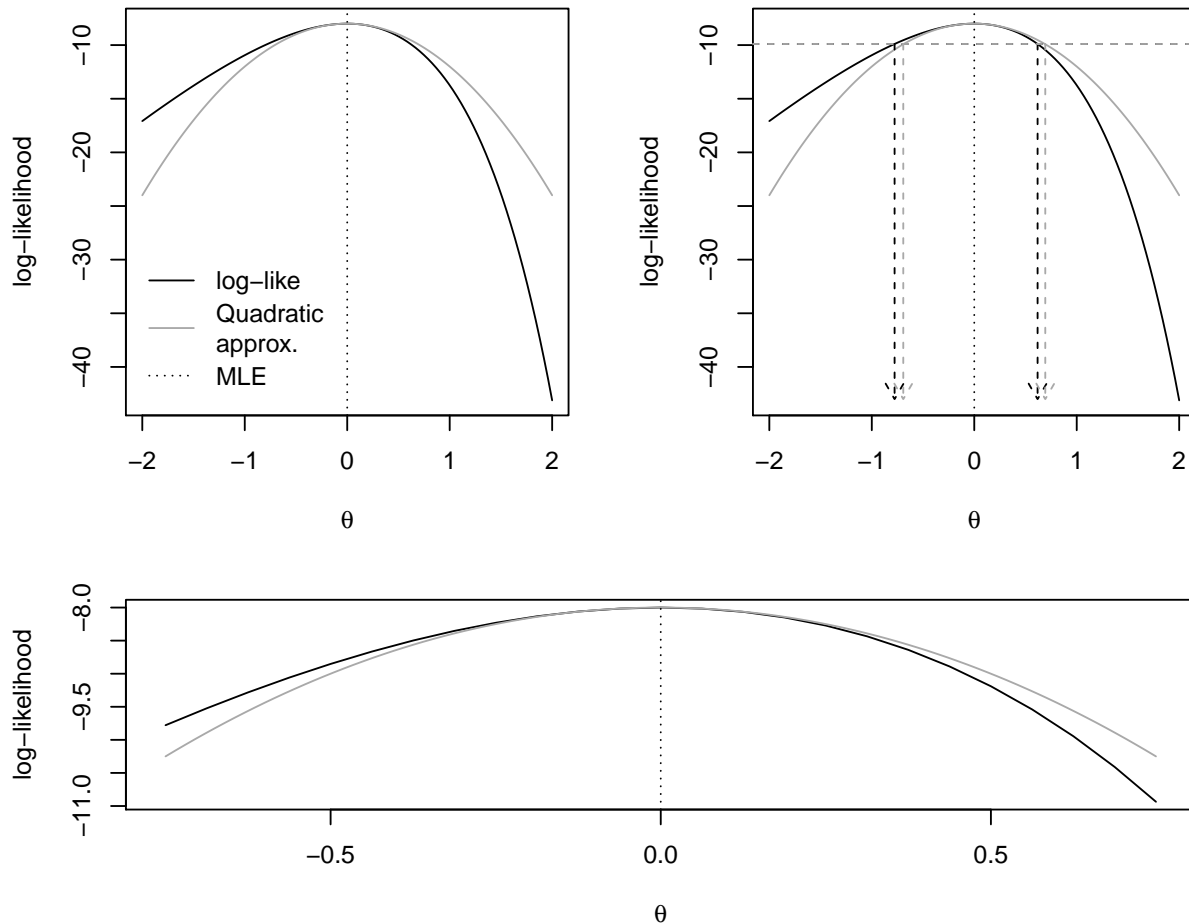 −10
−20
−30
−40
log−likelihood
log−like
Quadratic
approx.
MLE
−2 −1 0 1 2
θ
−10
−20
−30
−40
log−likelihood
−2 −1 0 1 2
θ
−8.0
−9.5
−11.0
log−likelihood
−0.5 0.0 0.5
θ